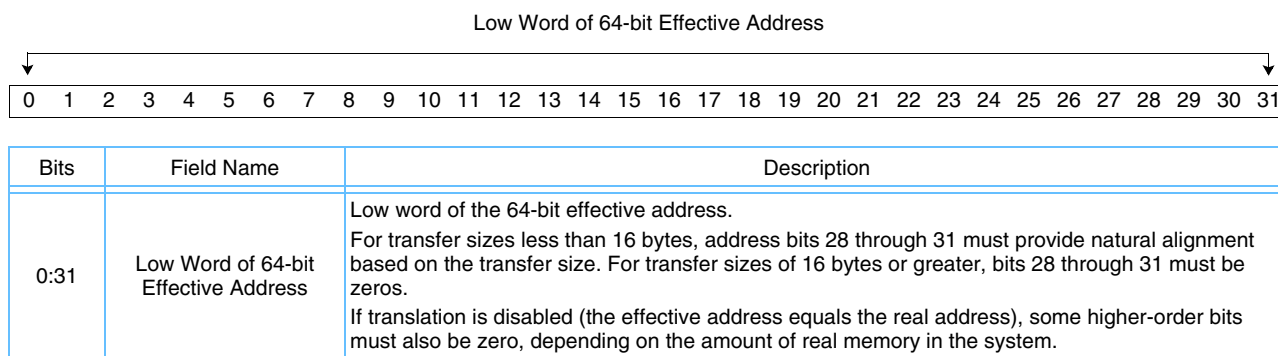 Low Word of 64-bit Effective Address
0 1 2 3 4 5 6 7 8 9 10 11 12 13 14 15 16 17 18 19 20 21 22 23 24 25 26 27 28 29 30 31
Bits Field Name Description
0:31
Low Word of 64-bit
Effective Address
Low word of the 64-bit effective address.
For transfer sizes less than 16 bytes, address bits 28 through 31 must provide natural alignment
based on the transfer size. For transfer sizes of 16 bytes or greater, bits 28 through 31 must be
zeros.
If translation is disabled (the effective address equals the real address), some higher-order bits
must also be zero, depending on the amount of real memory in the system.